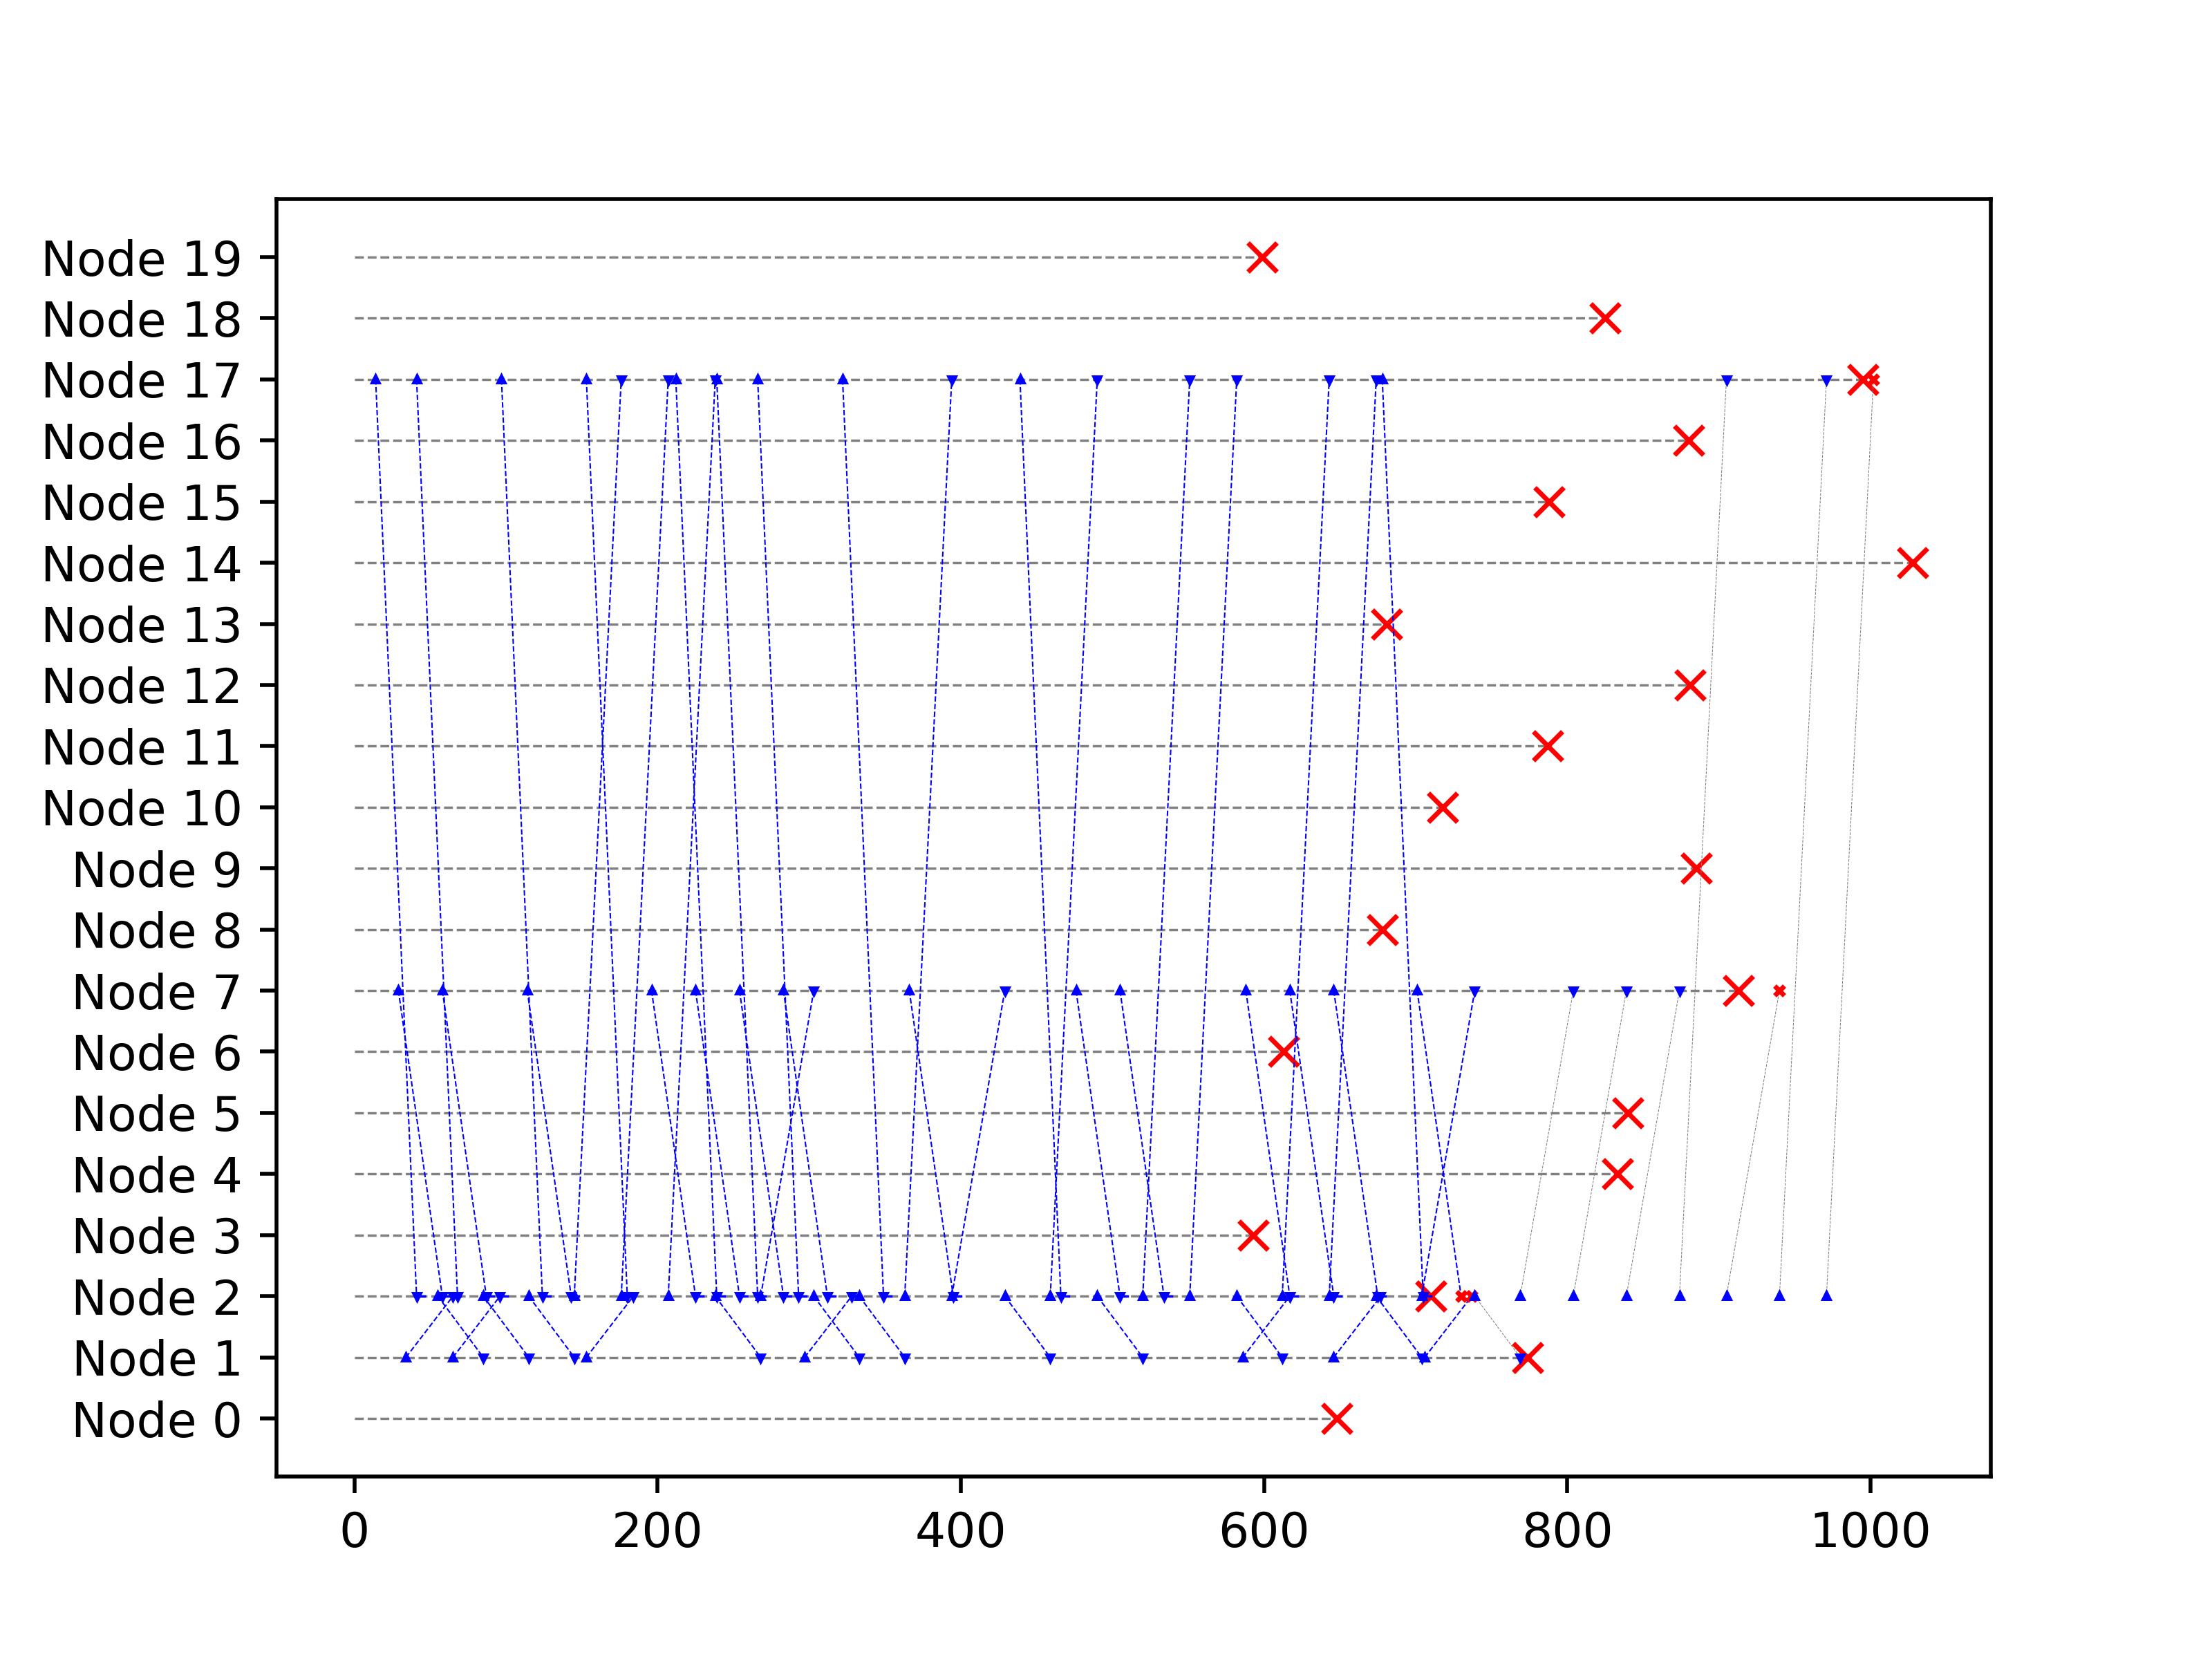 Node 19
Node 18
Node 17
Node 16
Node 15
Node 14
Node 13
Node 12
Node 11
Node 10
Node 9
Node 8
Node 7
Node 6
Node 5
Node 4
Node 3
Node 2
Node 1
Node 0
0 200 400 600 800 1000